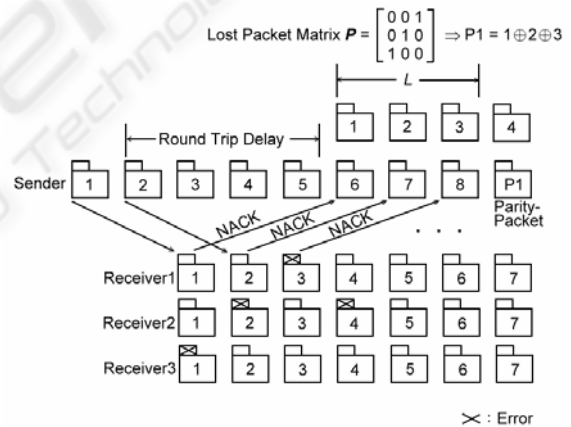 Lost Packet Matrix P = [ 0 0 1 0 1 0 1 0 0 ] ⇒ P1 = 1⊕2⊕3
L
1 2 3 4
Round Trip Delay
Sender 1 2 3 4 5 6 7 8 P1
Parity-
Packet
NACK NACK NACK . . .
Receiver1 1 2 3 4 5 6 7
Receiver2 1 2 3 4 5 6 7
Receiver3 1 2 3 4 5 6 7
: Error